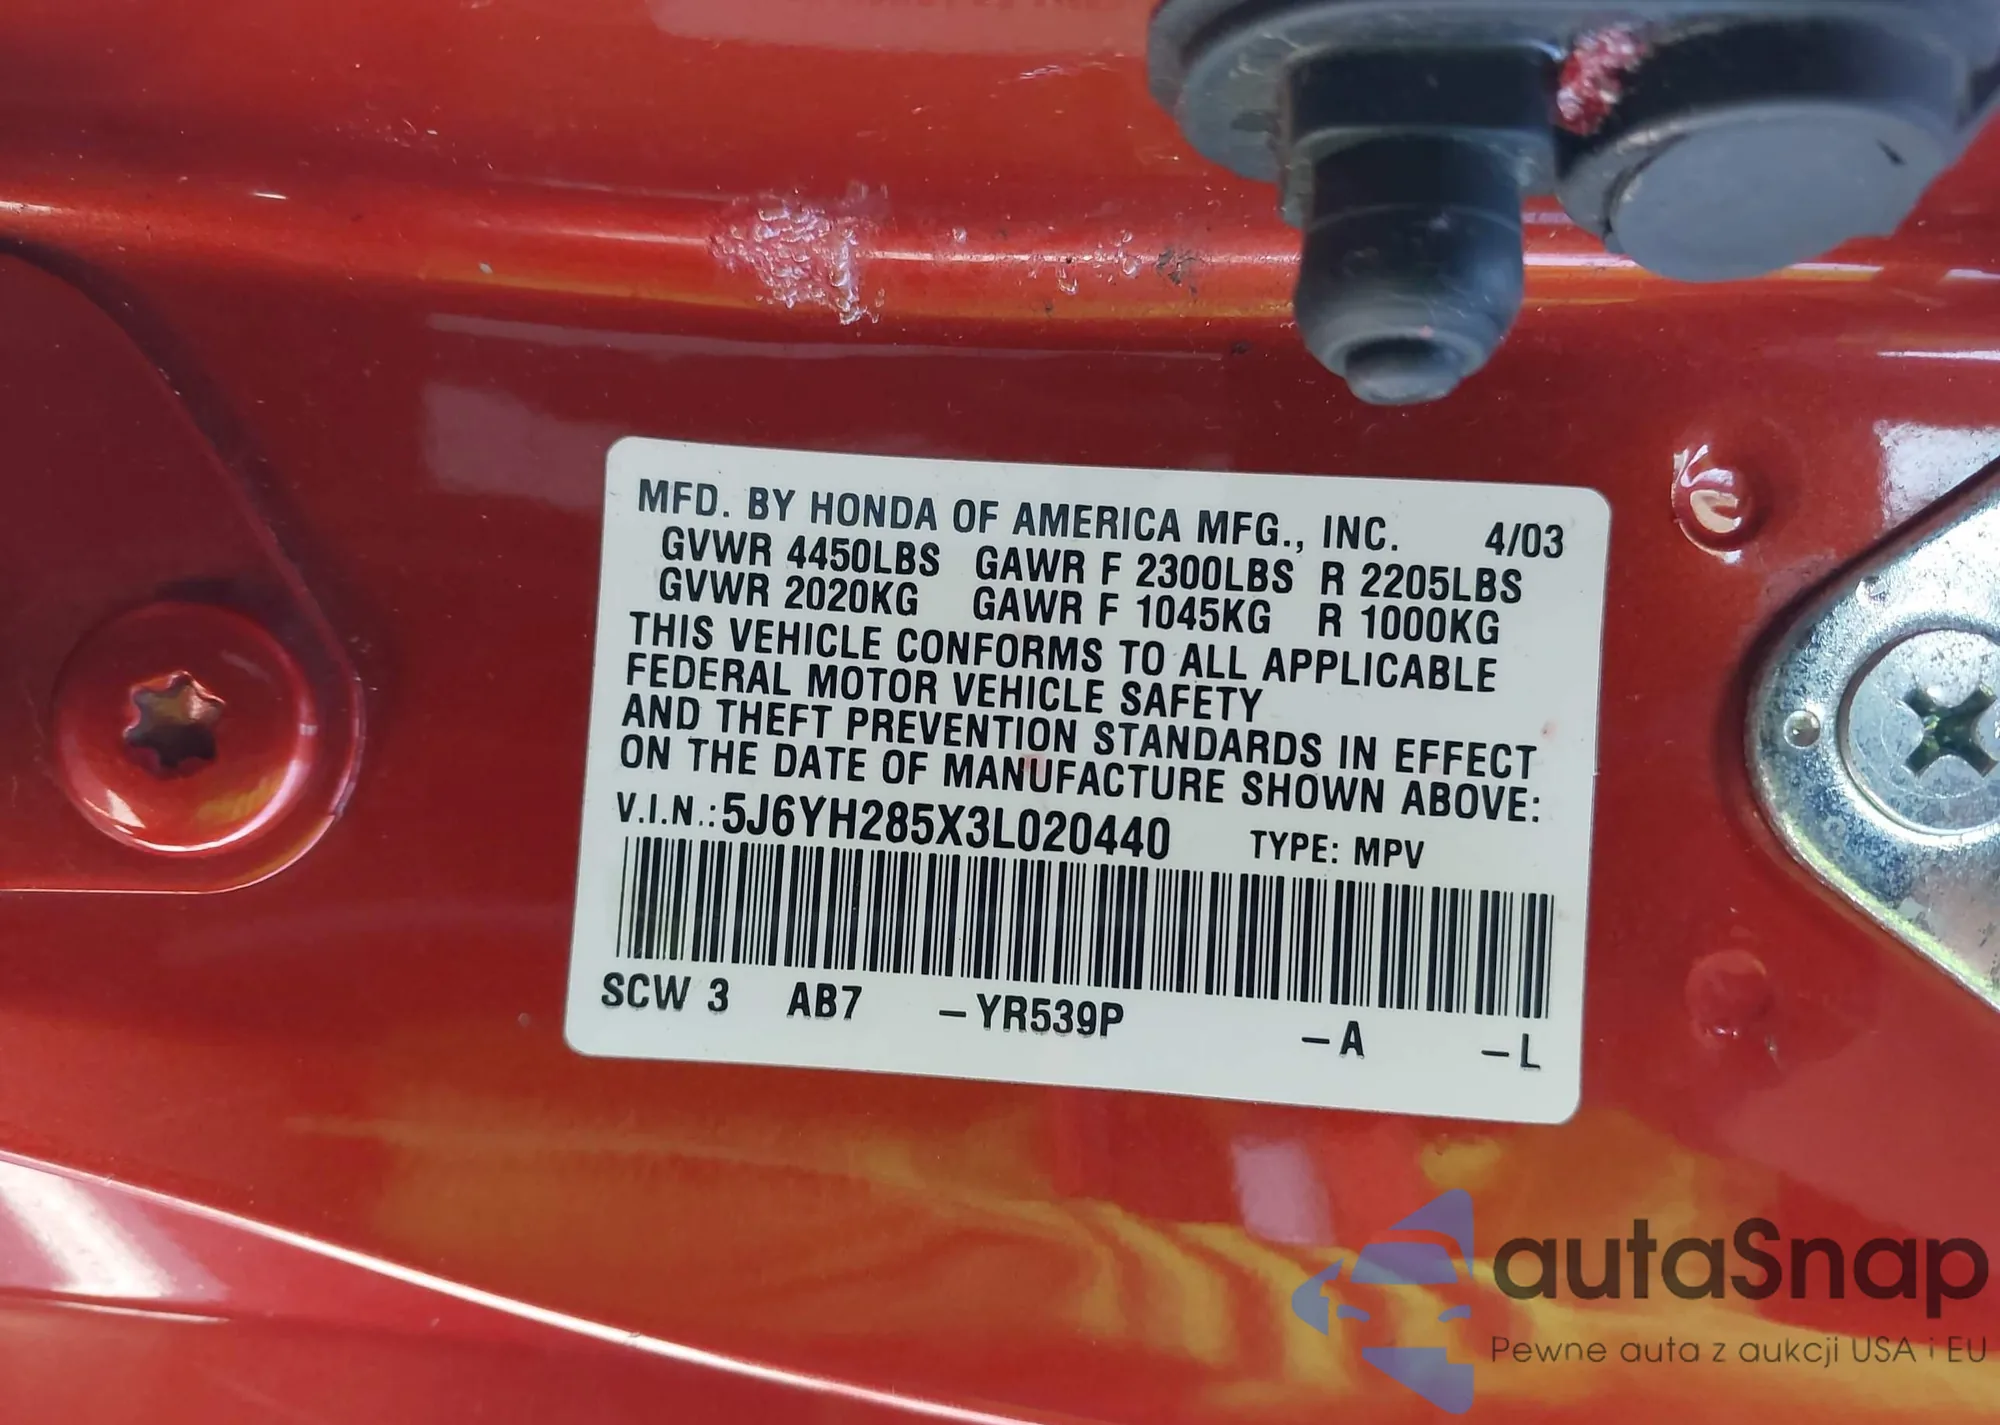 MFD. BY HONDA OF AMERICA MFG., INC. 4/03
GVWR 4450LBS GAWR F 2300LBS R 2205LBS
GVWR 2020KG GAWR F 1045KG R 1000KG
THIS VEHICLE CONFORMS TO ALL APPLICABLE
FEDERAL MOTOR VEHICLE SAFETY
AND THEFT PREVENTION STANDARDS IN EFFECT
ON THE DATE OF MANUFACTURE SHOWN ABOVE:
V.I.N.:5J6YH285X3L020440 TYPE: MPV
SCW 3 AB7 –YR539P –A –L
autaSnap
Pewne auta z aukcji USA i EU